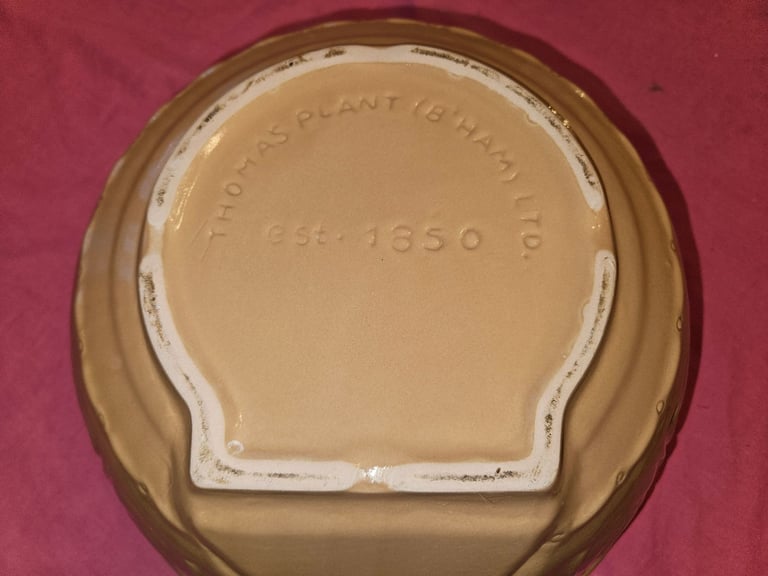 THOMAS PLANT (B'HAM) LTD.
est. 1850